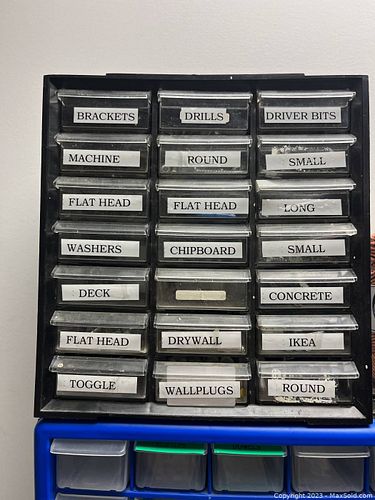 BRACKETS
DRILLS
DRIVER BITS
MACHINE
ROUND
SMALL
FLAT HEAD
FLAT HEAD
LONG
WASHERS
CHIPBOARD
SMALL
DECK
CONCRETE
FLAT HEAD
DRYWALL
IKEA
TOGGLE
WALLPLUGS
ROUND
© Copyright 2023 - MaxSold.com